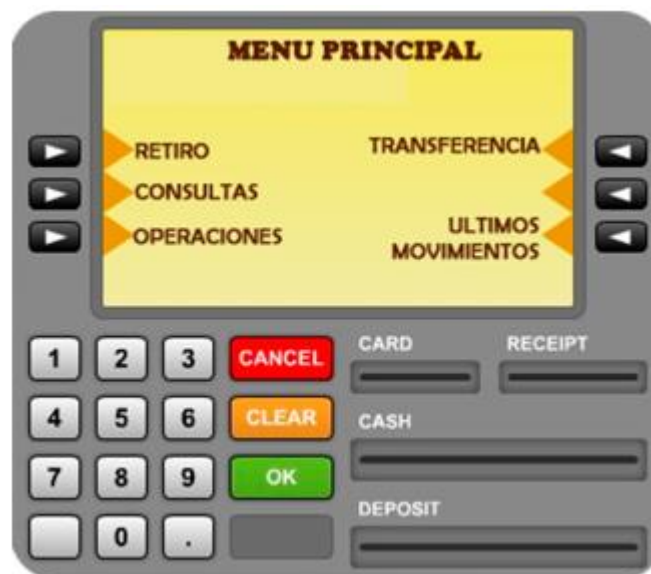 MENU PRINCIPAL
RETIRO
TRANSFERENCIA
CONSULTAS
OPERACIONES
ULTIMOS
MOVIMIENTOS
1 2 3 CANCEL
CARD RECEIPT
4 5 6 CLEAR
CASH
7 8 9 OK
DEPOSIT
0 .